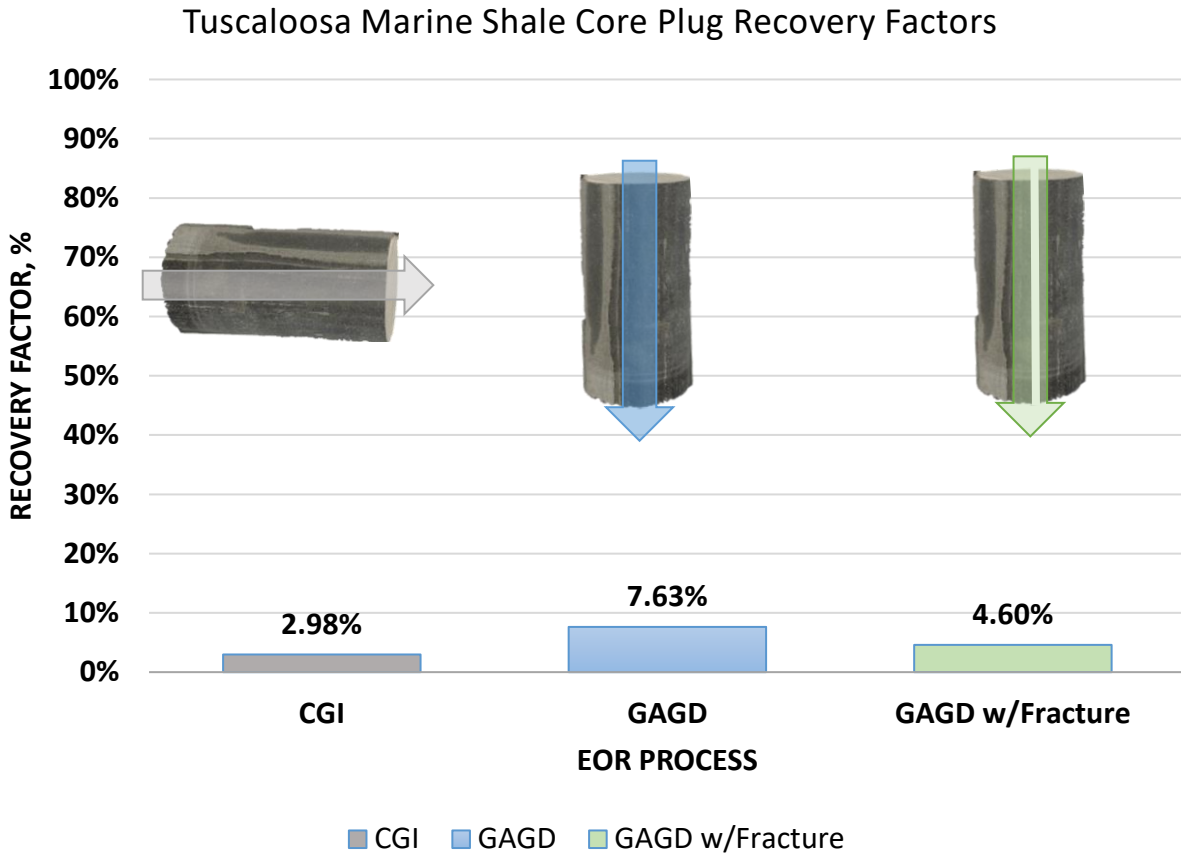 Tuscaloosa Marine Shale Core Plug Recovery Factors
RECOVERY FACTOR, %
100%
90%
80%
70%
60%
50%
40%
30%
20%
10%
0%
2.98%
7.63%
4.60%
CGI
GAGD
GAGD w/Fracture
EOR PROCESS
CGI
GAGD
GAGD w/Fracture